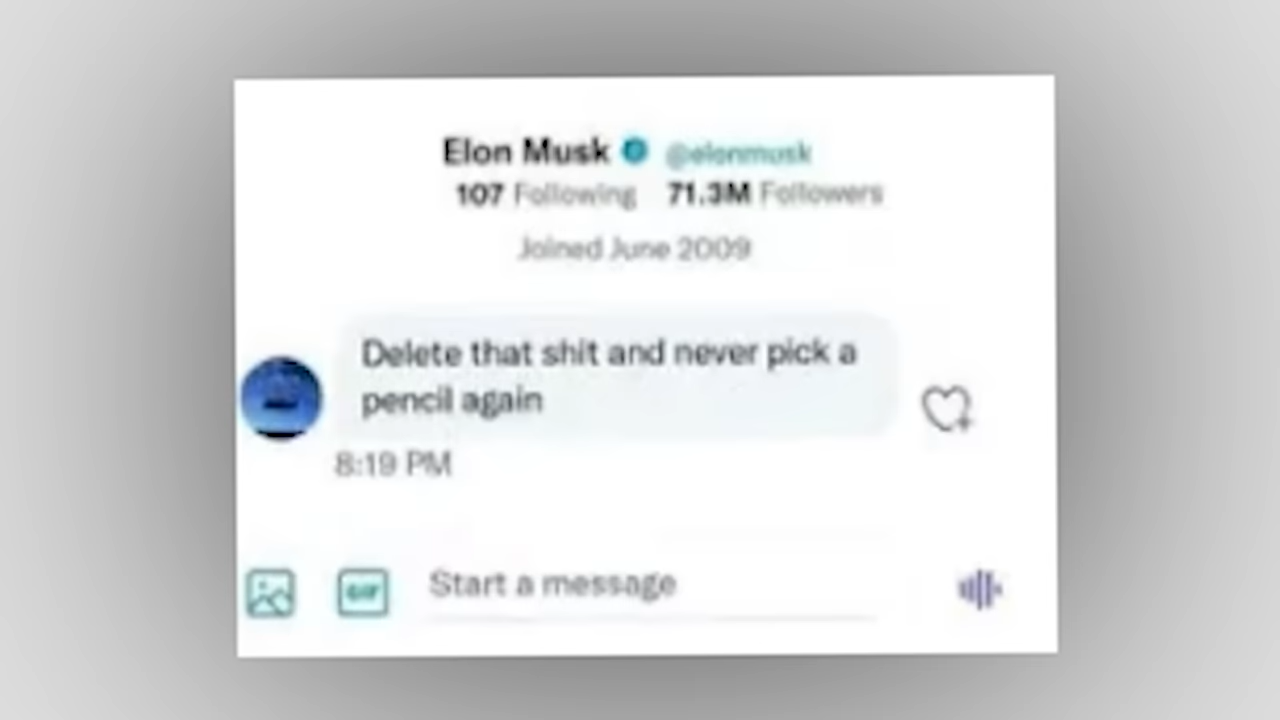 Elon Musk @elonmusk
107 Following 71.3M Followers
Joined June 2009
Delete that shit and never pick a
pencil again
8:19 PM
GIF Start a message